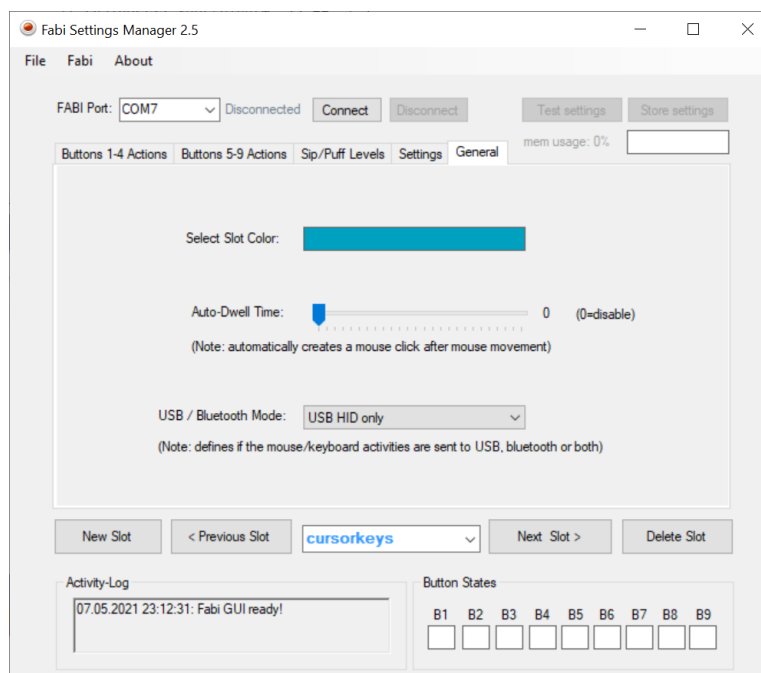 Fabi Settings Manager 2.5
File Fabi About
FABI Port: COM7 Disconnected Connect Disconnect Test settings Store settings
mem usage: 0%
Buttons 1-4 Actions Buttons 5-9 Actions Sip/Puff Levels Settings General
Select Slot Color:
Auto-Dwell Time: 0 (0=disable)
(Note: automatically creates a mouse click after mouse movement)
USB / Bluetooth Mode: USB HID only
(Note: defines if the mouse/keyboard activities are sent to USB, bluetooth or both)
New Slot < Previous Slot cursorkeys Next Slot > Delete Slot
Activity-Log Button States
07.05.2021 23:12:31: Fabi GUI ready!
B1 B2 B3 B4 B5 B6 B7 B8 B9